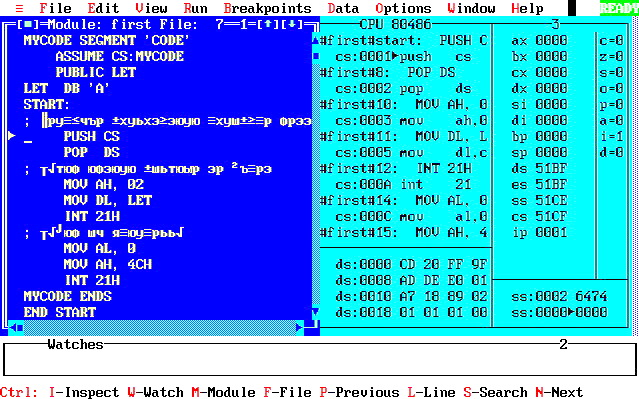 ≡ File Edit View Run Breakpoints Data Options Window Help READY
[■]=Module: first File: 7=1=[↑][↓]
MYCODE SEGMENT 'CODE'
ASSUME CS:MYCODE
PUBLIC LET
LET DB 'A'
START:
;
PUSH CS
POP DS
;
MOV AH, 02
MOV DL, LET
INT 21H
;
MOV AL, 0
MOV AH, 4CH
INT 21H
MYCODE ENDS
END START
CPU 80486 3
#first#start: PUSH C
cs:0001►push cs
#first#8: POP DS
cs:0002 pop ds
#first#10: MOV AH, 0
cs:0003 mov ah.0
#first#11: MOV DL, L
cs:0005 mov dl,c
#first#12: INT 21H
cs:000A int 21
#first#14: MOV AL, 0
cs:000C mov al.0
#first#15: MOV AH, 4
ax 0000
bx 0000
cx 0000
dx 0000
si 0000
di 0000
bp 0000
sp 0000
ds 51BF
es 51BF
ss 51CE
cs 51CF
ip 0001
c=0
z=0
s=0
o=0
p=0
a=0
i=1
d=0
ds:0000 CD 20 FF 9F
ds:0008 AD DE E0 01
ds:0010 A7 18 89 02
ds:0018 01 01 01 00
ss:0002 6474
ss:0000►0000
Watches 2
Ctrl: I-Inspect W-Watch M-Module F-File P-Previous L-Line S-Search N-Next